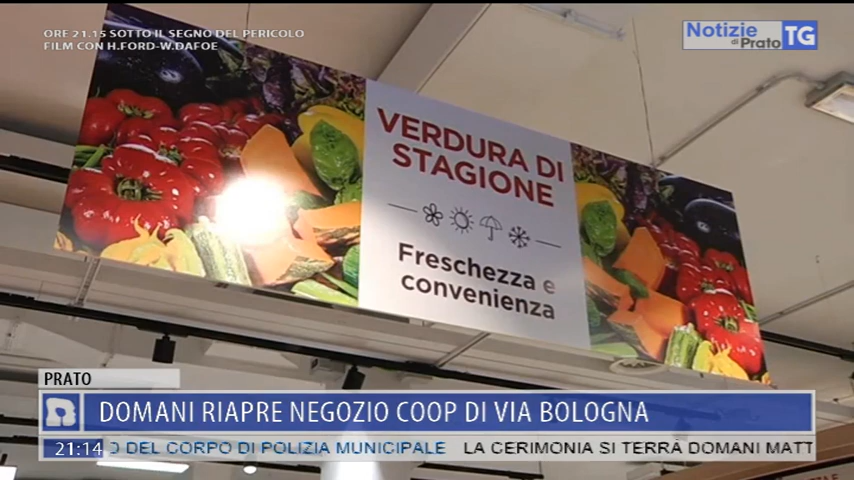 ORE 21.15 SOTTO IL SEGNO DEL PERICOLO
FILM CON H.FORD-W.DAFOE
Notizie
di Prato TG
VERDURA DI
STAGIONE
Freschezza e
convenienza
PRATO
DOMANI RIAPRE NEGOZIO COOP DI VIA BOLOGNA
21:14 O DEL CORPO DI POLIZIA MUNICIPALE LA CERIMONIA SI TERRÀ DOMANI MATT